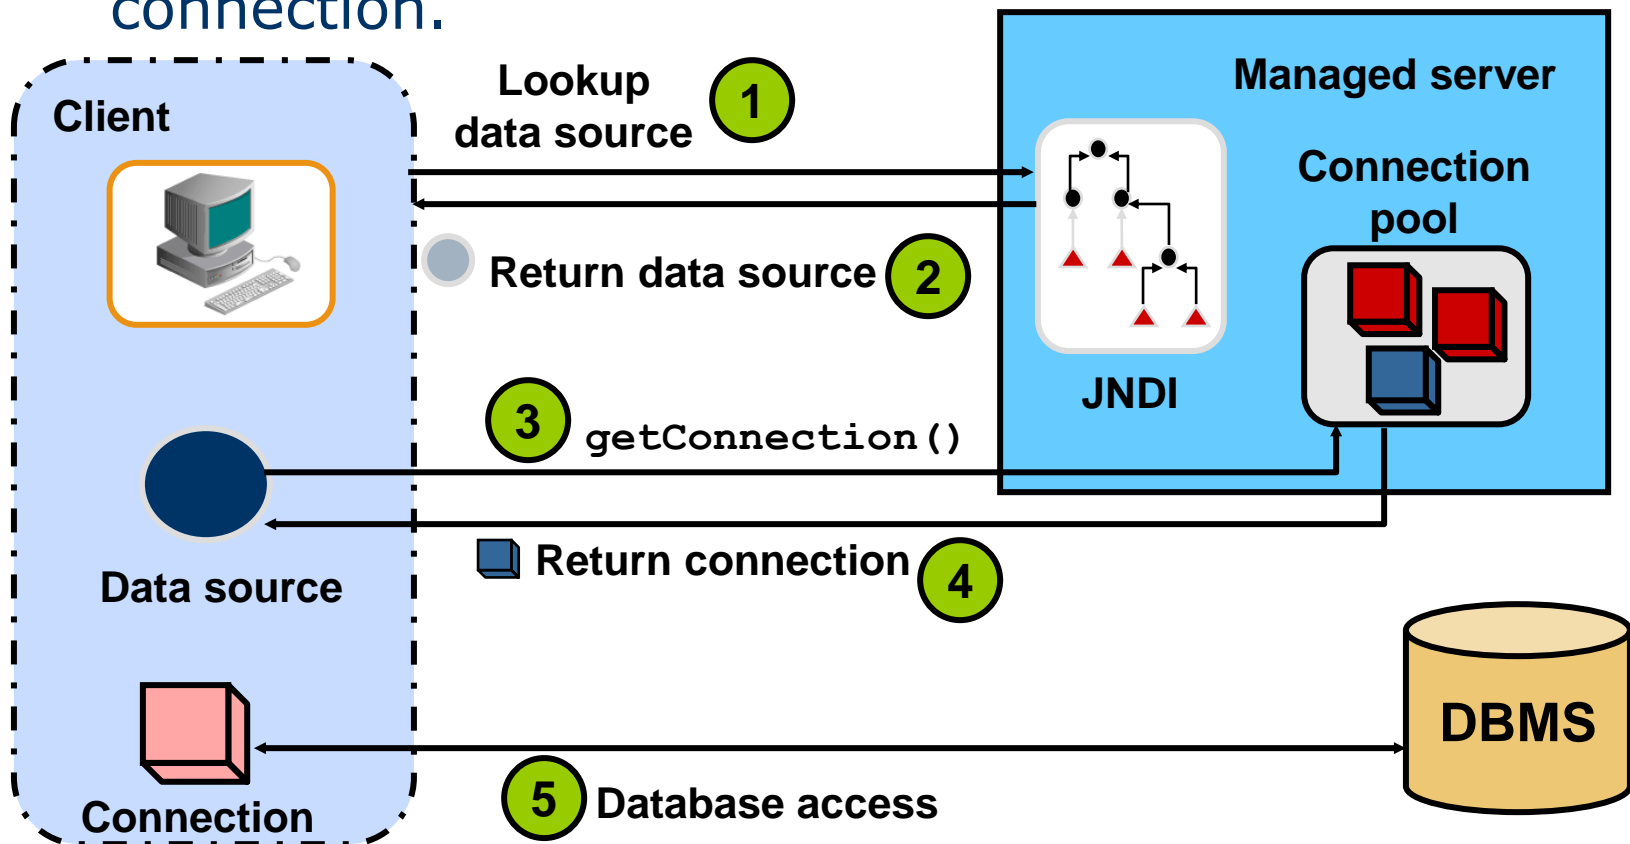 connection.
Client
Lookup
data source
1
Managed server
Connection
pool
Return data source
2
JNDI
3
getConnection()
Data source
Return connection
4
DBMS
Connection
5
Database access